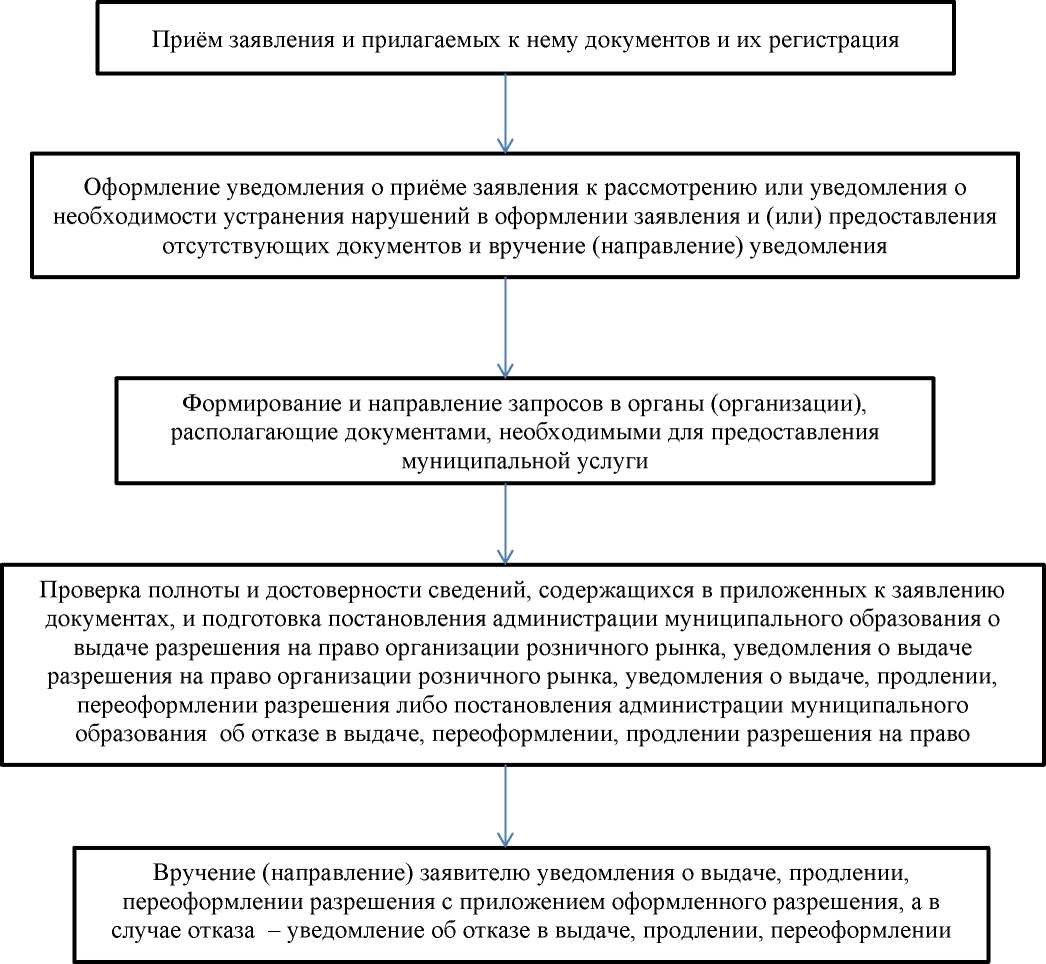 Приём заявления и прилагаемых к нему документов и их регистрация
Оформление уведомления о приёме заявления к рассмотрению или уведомления о
необходимости устранения нарушений в оформлении заявления и (или) предоставления
отсутствующих документов и вручение (направление) уведомления
Формирование и направление запросов в органы (организации),
располагающие документами, необходимыми для предоставления
муниципальной услуги
Проверка полноты и достоверности сведений, содержащихся в приложенных к заявлению
документах, и подготовка постановления администрации муниципального образования о
выдаче разрешения на право организации розничного рынка, уведомления о выдаче
разрешения на право организации розничного рынка, уведомления о выдаче, продлении,
переоформлении разрешения либо постановления администрации муниципального
образования  об отказе в выдаче, переоформлении, продлении разрешения на право
Вручение (направление) заявителю уведомления о выдаче, продлении,
переоформлении разрешения с приложением оформленного разрешения, а в
случае отказа  – уведомление об отказе в выдаче, продлении, переоформлении